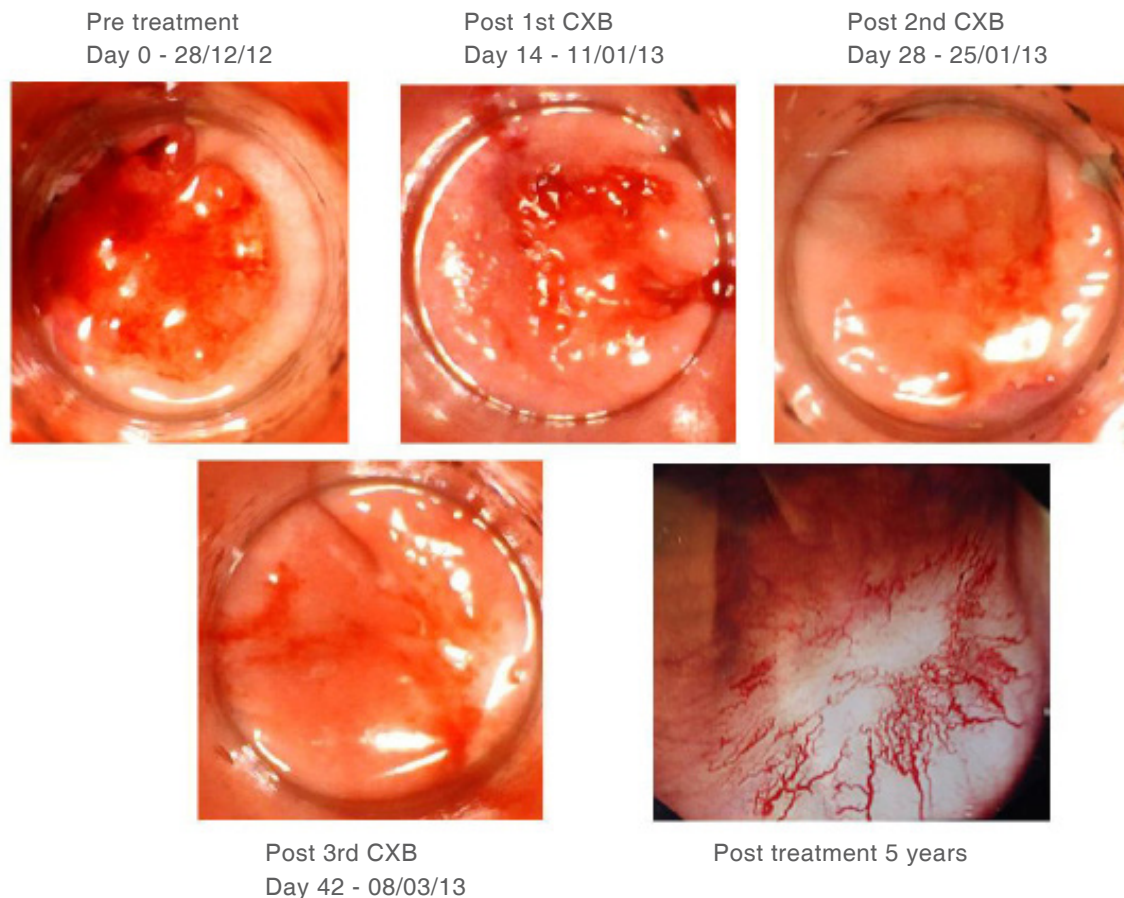 Pre treatment
Day 0 - 28/12/12
Post 1st CXB
Day 14 - 11/01/13
Post 2nd CXB
Day 28 - 25/01/13
Post 3rd CXB
Day 42 - 08/03/13
Post treatment 5 years